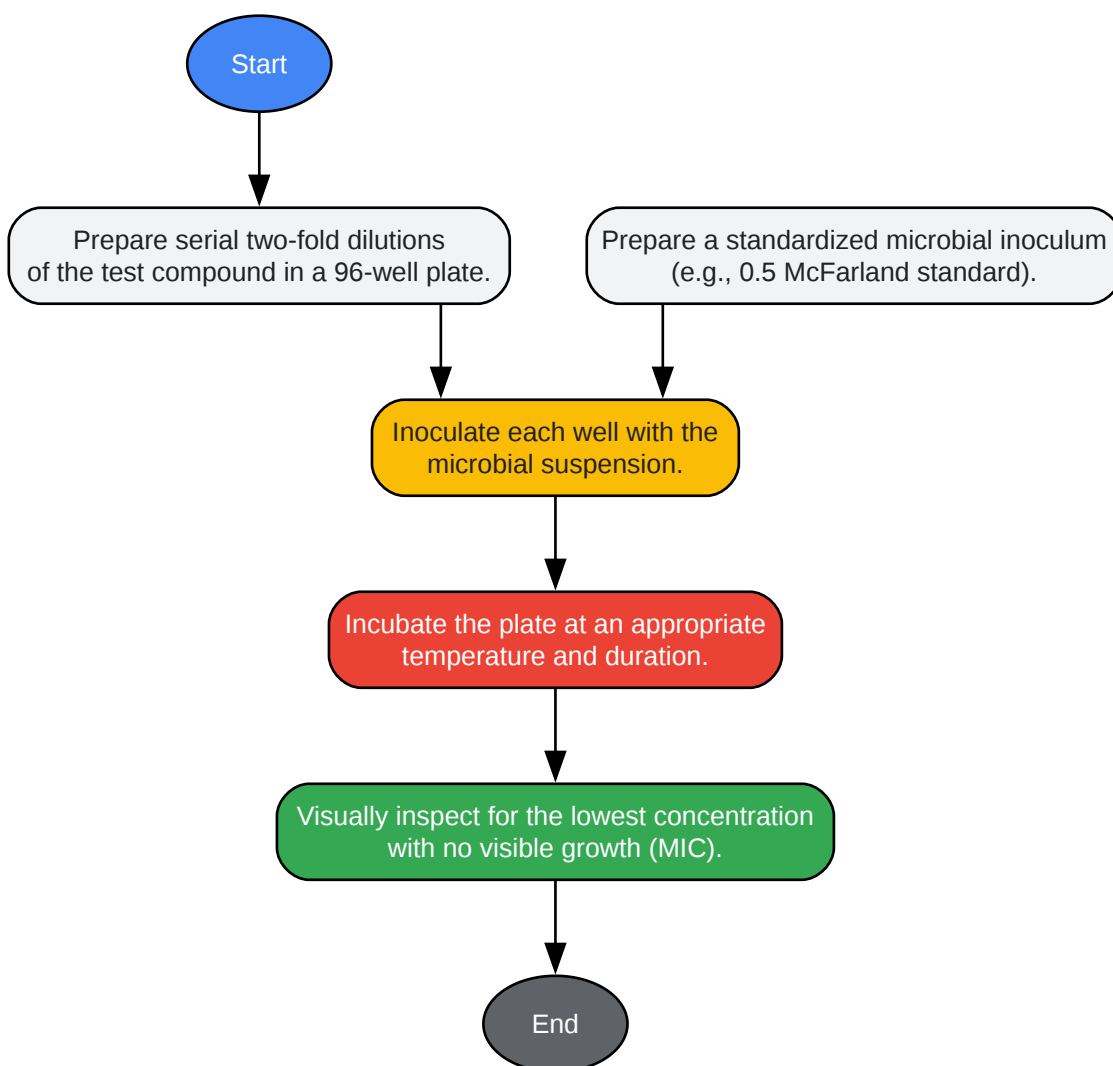 Start
Prepare serial two-fold dilutions
of the test compound in a 96-well plate.
Prepare a standardized microbial inoculum
(e.g., 0.5 McFarland standard).
Inoculate each well with the
microbial suspension.
Incubate the plate at an appropriate
temperature and duration.
Visually inspect for the lowest concentration
with no visible growth (MIC).
End